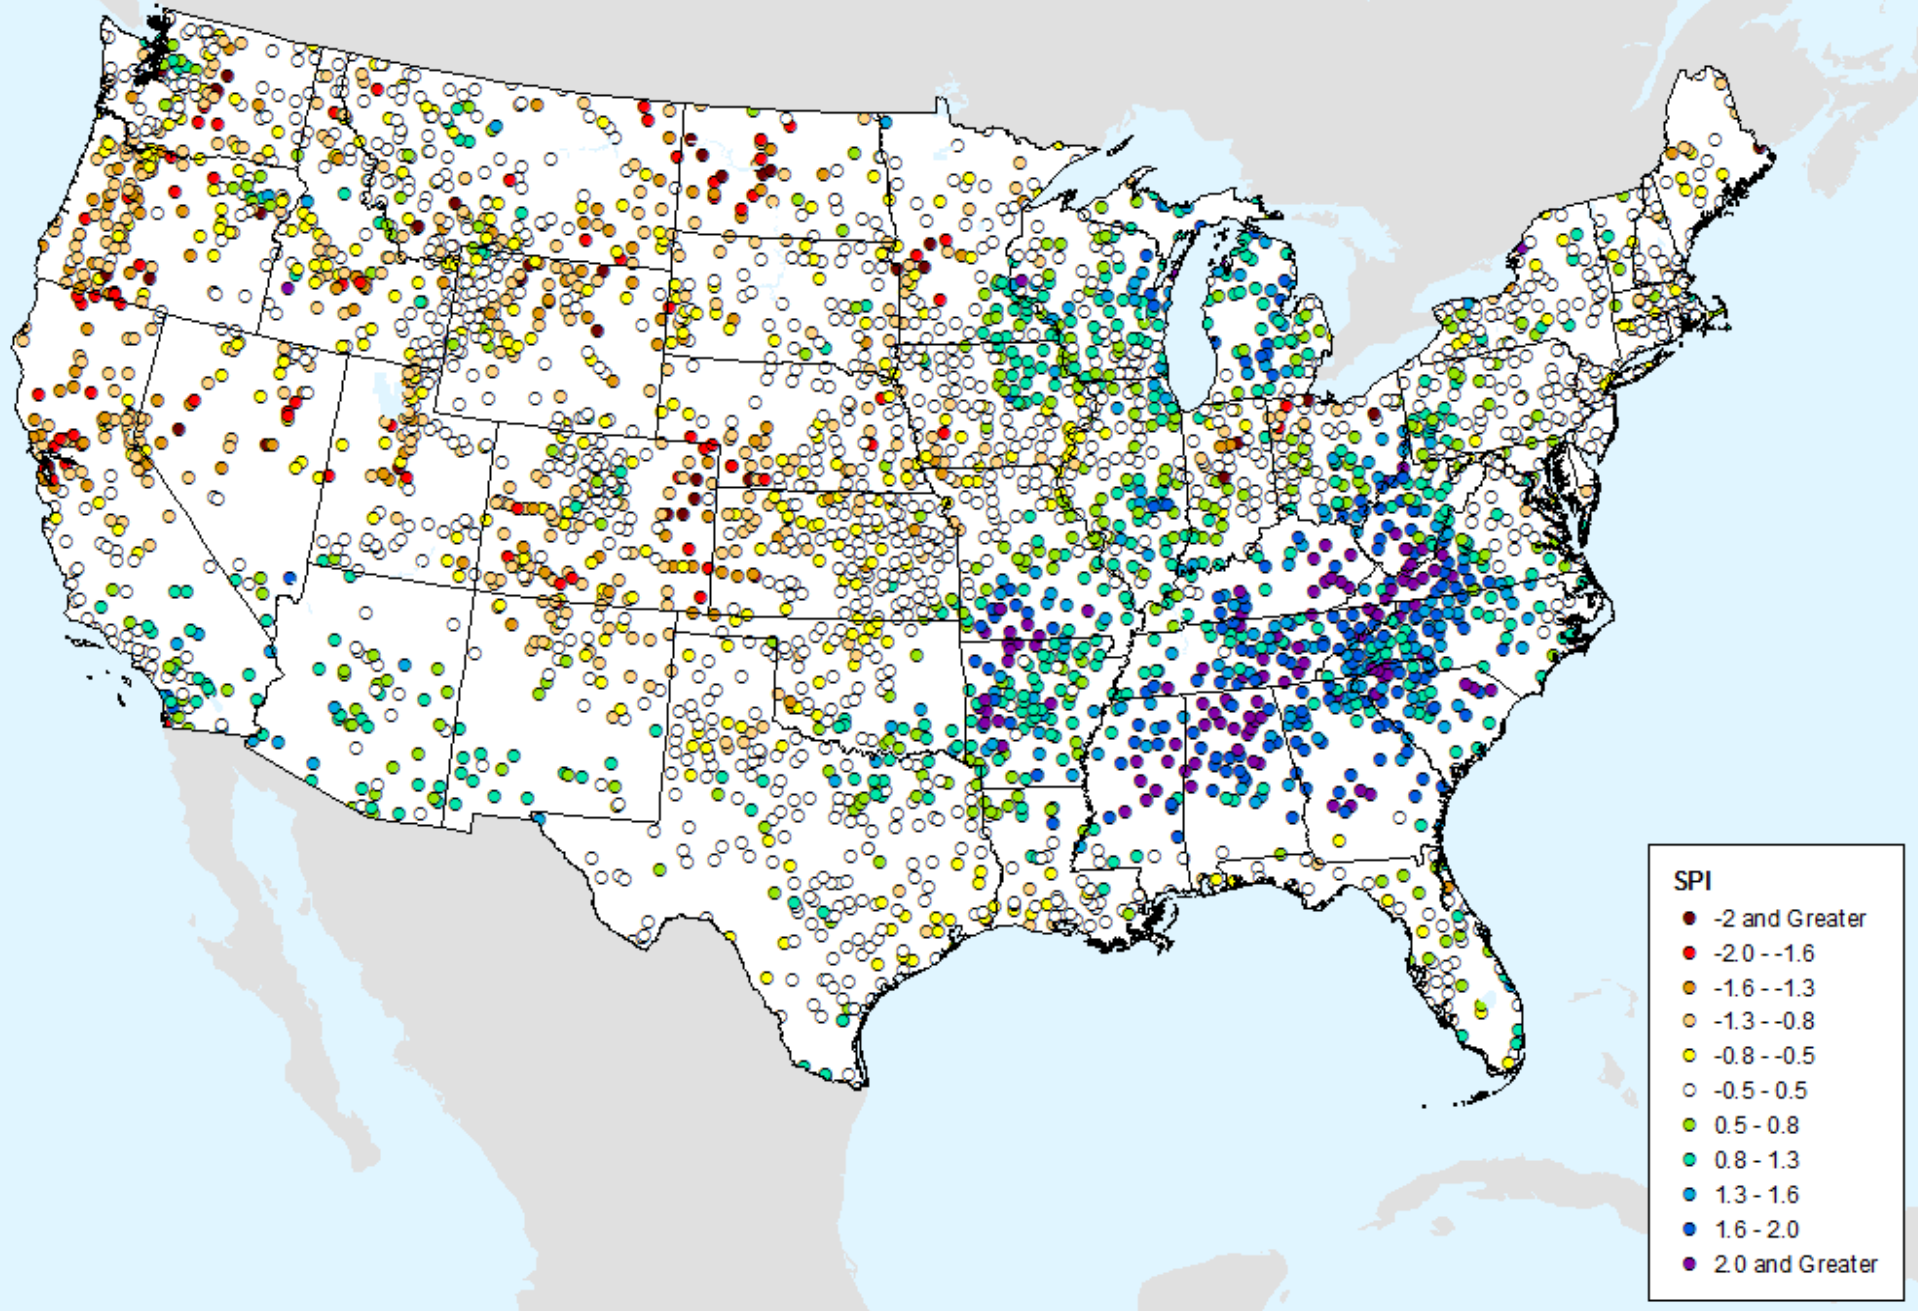 SPI
-2 and Greater
-2.0 - -1.6
-1.6 - -1.3
-1.3 - -0.8
-0.8 - -0.5
-0.5 - 0.5
0.5 - 0.8
0.8 - 1.3
1.3 - 1.6
1.6 - 2.0
2.0 and Greater